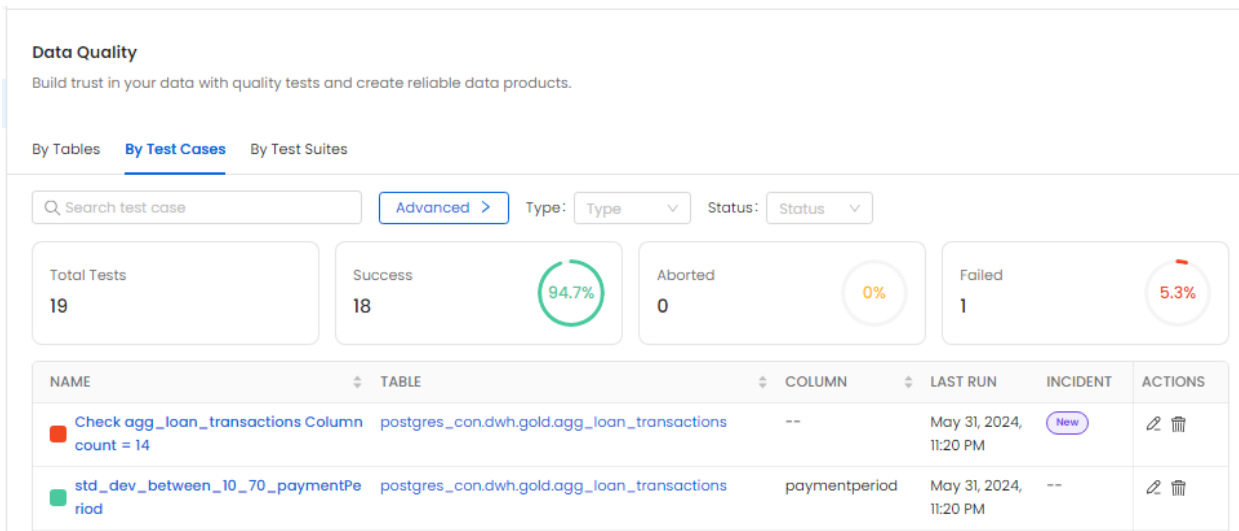 Data Quality
Build trust in your data with quality tests and create reliable data products.
By Tables By Test Cases By Test Suites
Search test case Advanced > Type: Type Status: Status
Total Tests Success Aborted Failed
19 18 94.7% 0 0% 1 5.3%
NAME TABLE COLUMN LAST RUN INCIDENT ACTIONS
Check agg_loan_transactions Column postgres_con.dwh.gold.agg_loan_transactions -- May 31, 2024, New
count = 14 11:20 PM
std_dev_between_10_70_paymentPe postgres_con.dwh.gold.agg_loan_transactions paymentperiod May 31, 2024, --
riod 11:20 PM